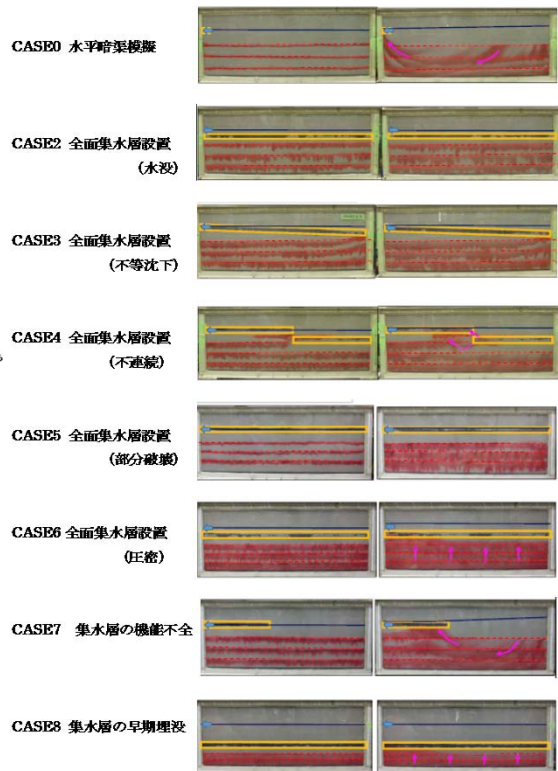 CASE0 水平暗渠模擬
CASE2 全面集水層設置
(水没)
CASE3 全面集水層設置
(不等沈下)
CASE4 全面集水層設置
(不連続)
CASE5 全面集水層設置
(部分破壊)
CASE6 全面集水層設置
(圧密)
CASE7 集水層の機能不全
CASE8 集水層の早期埋没